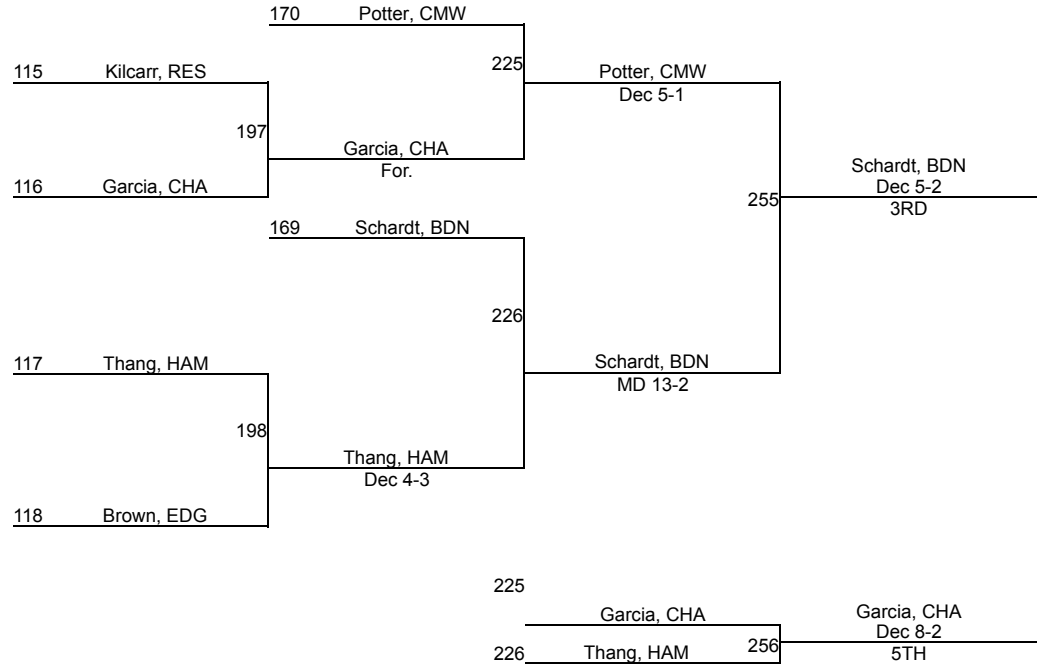 170 Potter, CMW
225 Potter, CMW
115 Kilcarr, RES
Dec 5-1
197
Garcia, CHA
For.
Schardt, BDN
116 Garcia, CHA
Dec 5-2
255
3RD
169 Schardt, BDN
226
117 Thang, HAM
Schardt, BDN
MD 13-2
198
Thang, HAM
Dec 4-3
118 Brown, EDG
225
Garcia, CHA
Garcia, CHA
Dec 8-2
226 Thang, HAM 256
5TH